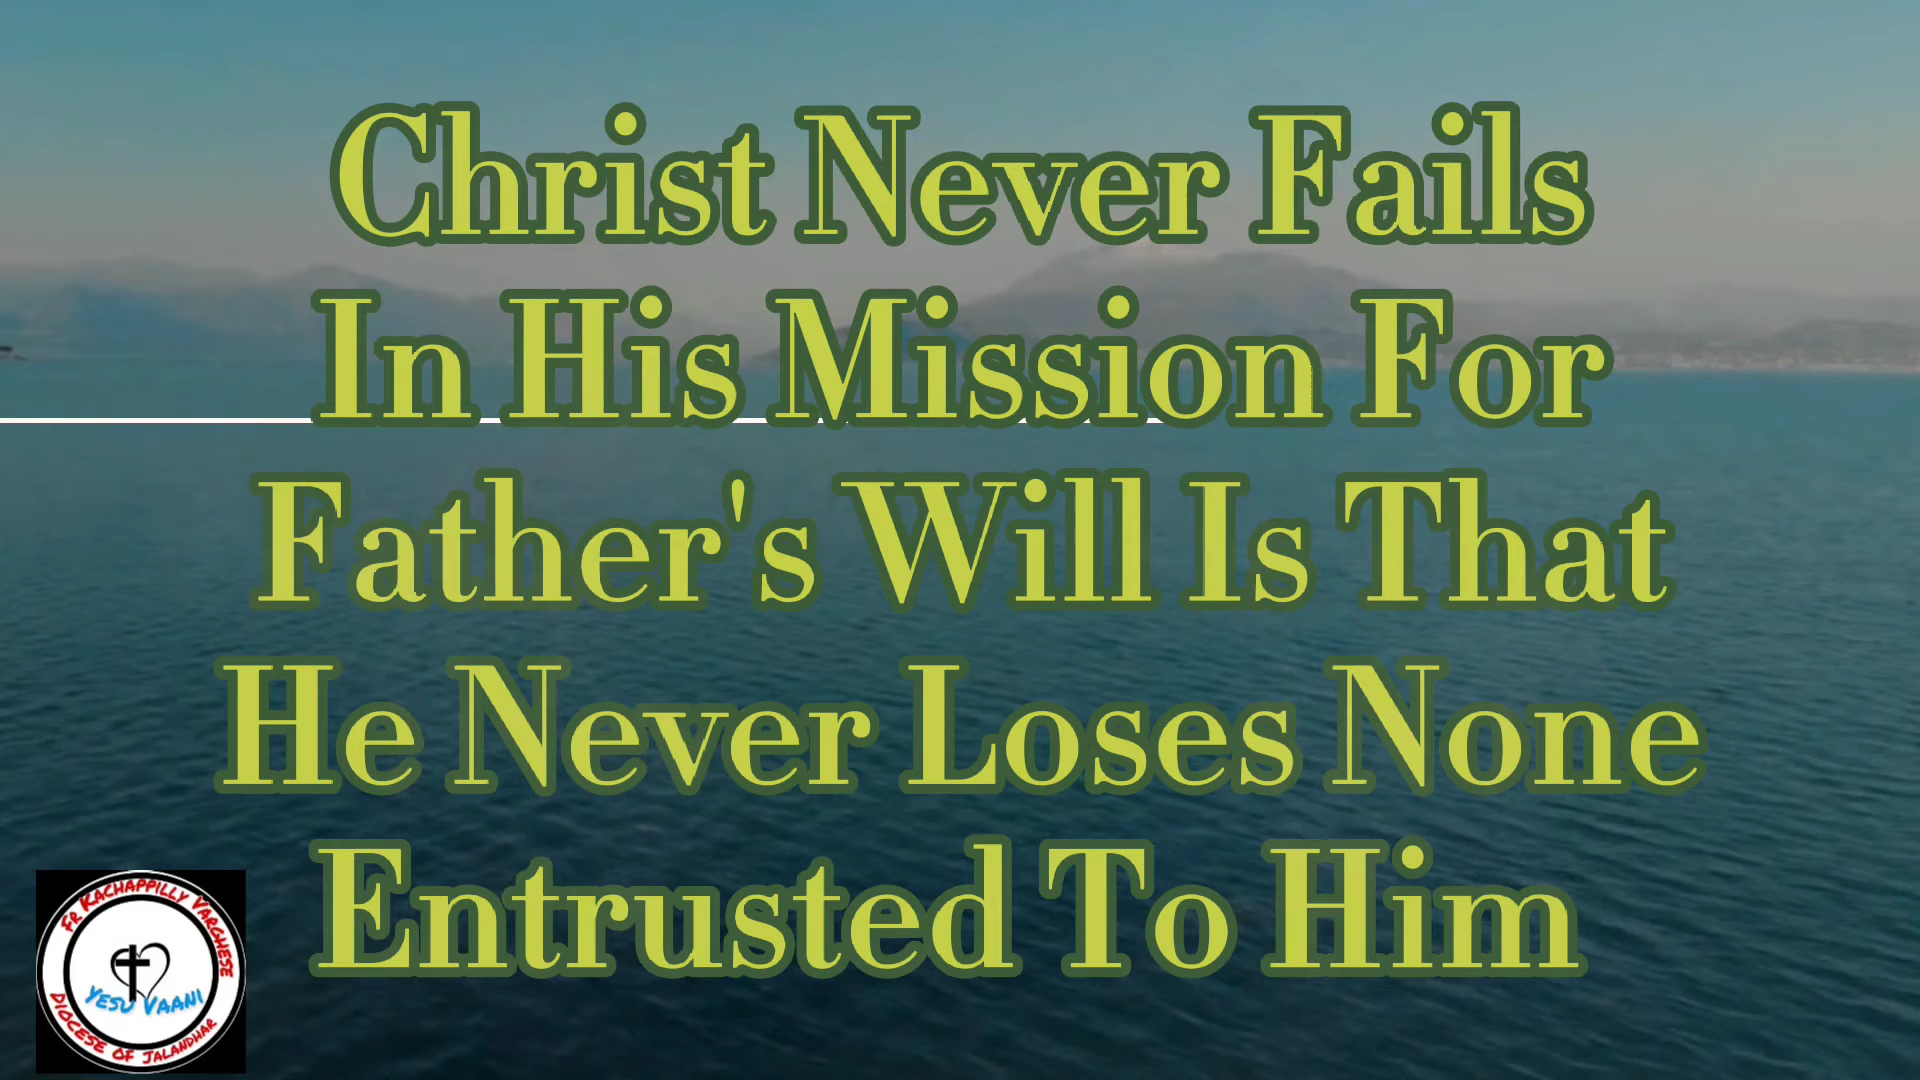 Christ Never Fails
In His Mission For
Father's Will Is That
He Never Loses None
Entrusted To Him
Fr Kachappilly Varghese
Yesu Vaani
Diocese of Jalandhar